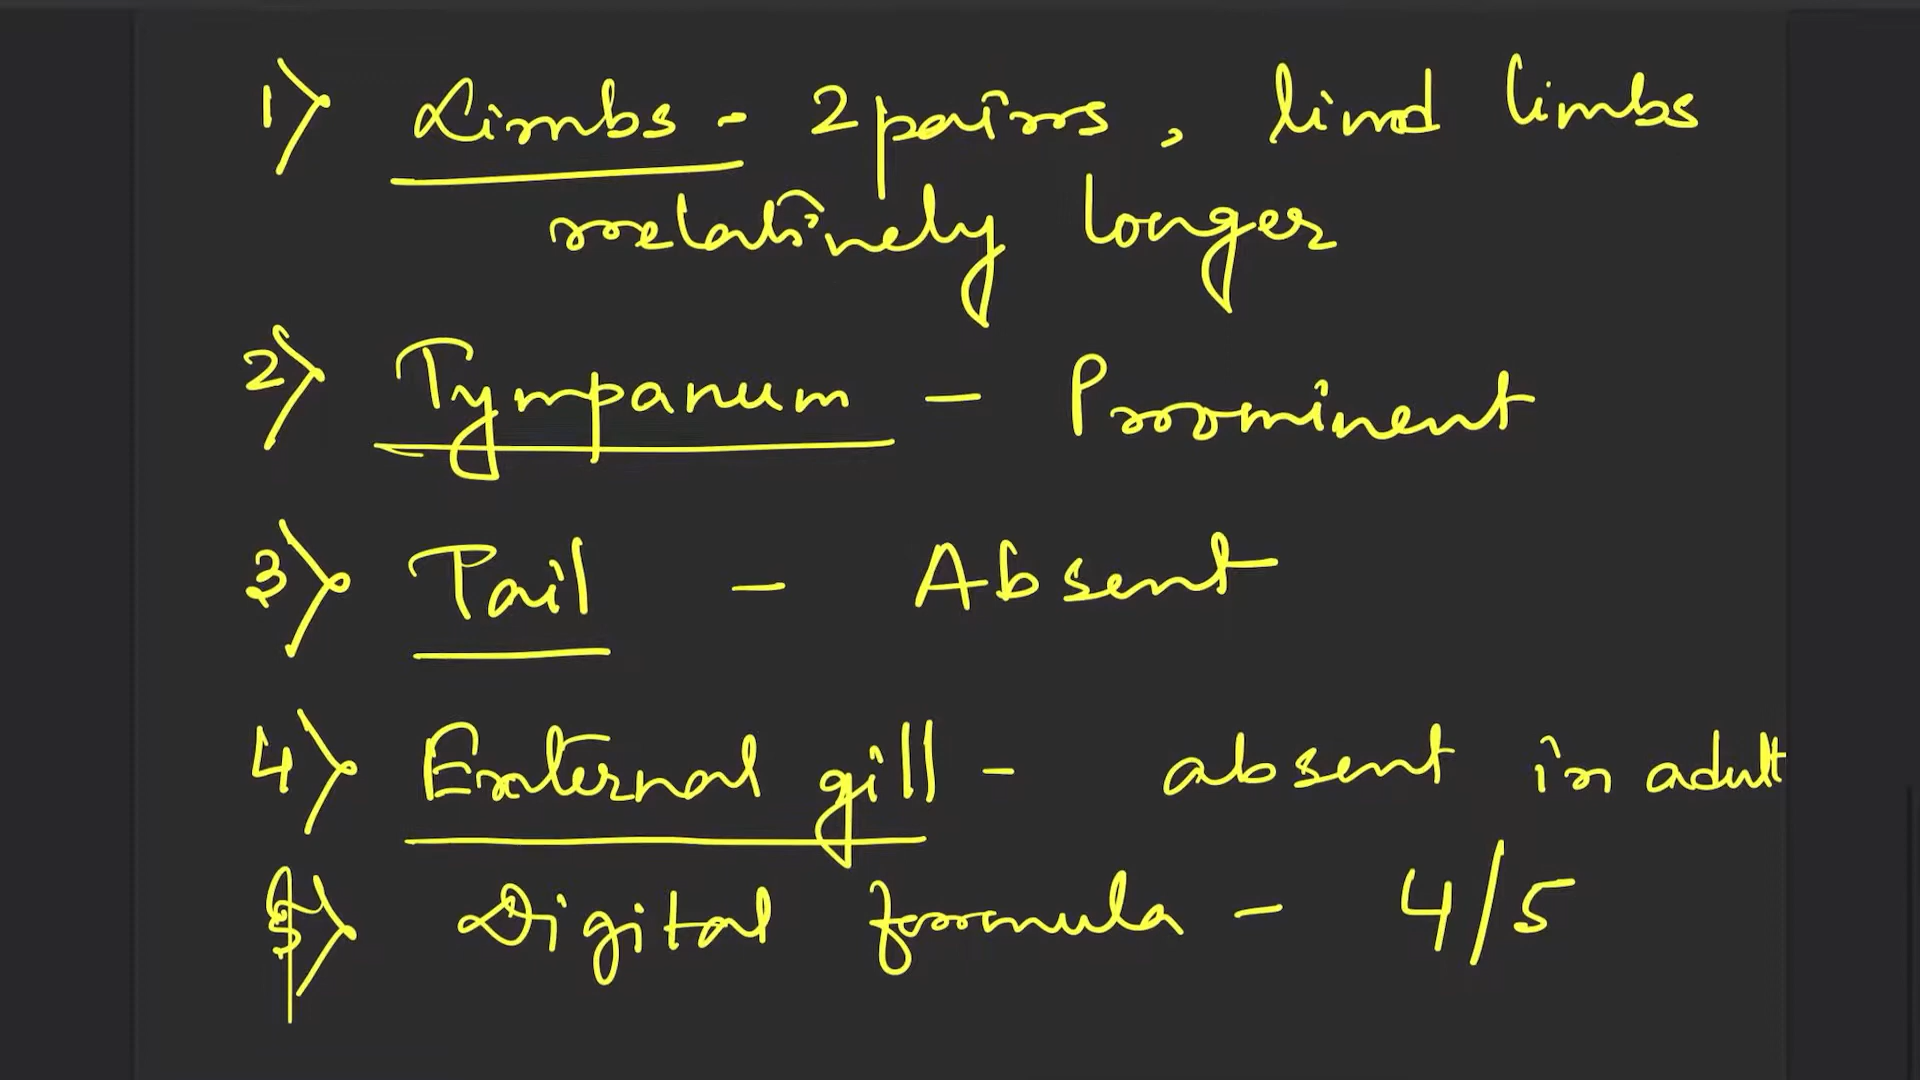 1) Limbs - 2 pairs, hind limbs
relatively longer
2) Tympanum - Prominent
3) Tail - Absent
4) External gill - absent in adult
5) Digital formula - 4/5